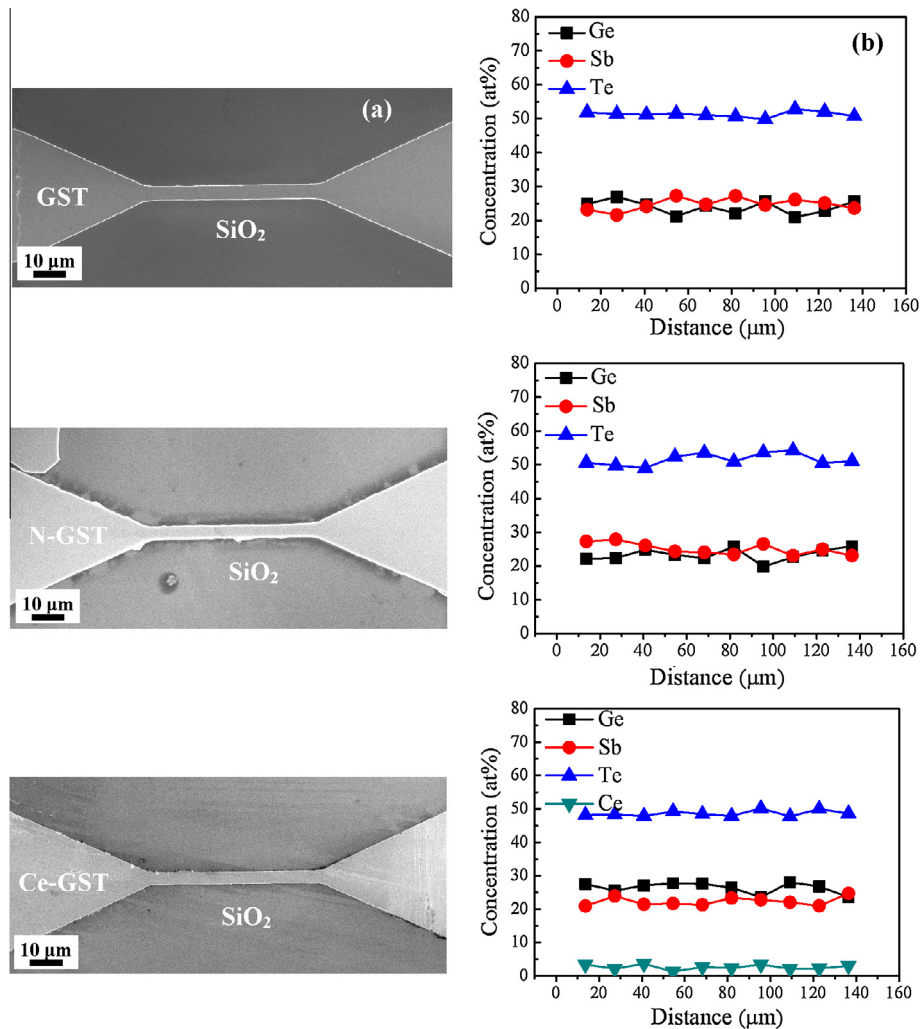 (a)
GST
SiO₂
10 μm
N-GST
SiO₂
10 μm
Ce-GST
SiO₂
10 μm
(b)
Ge
Sb
Te
Concentration (at%)
80
70
60
50
40
30
20
10
0
0 20 40 60 80 100 120 140 160
Distance (μm)
Ge
Sb
Te
Concentration (at%)
80
70
60
50
40
30
20
10
0
0 20 40 60 80 100 120 140 160
Distance (μm)
Ge
Sb
Te
Ce
Concentration (at%)
80
70
60
50
40
30
20
10
0
0 20 40 60 80 100 120 140 160
Distance (μm)